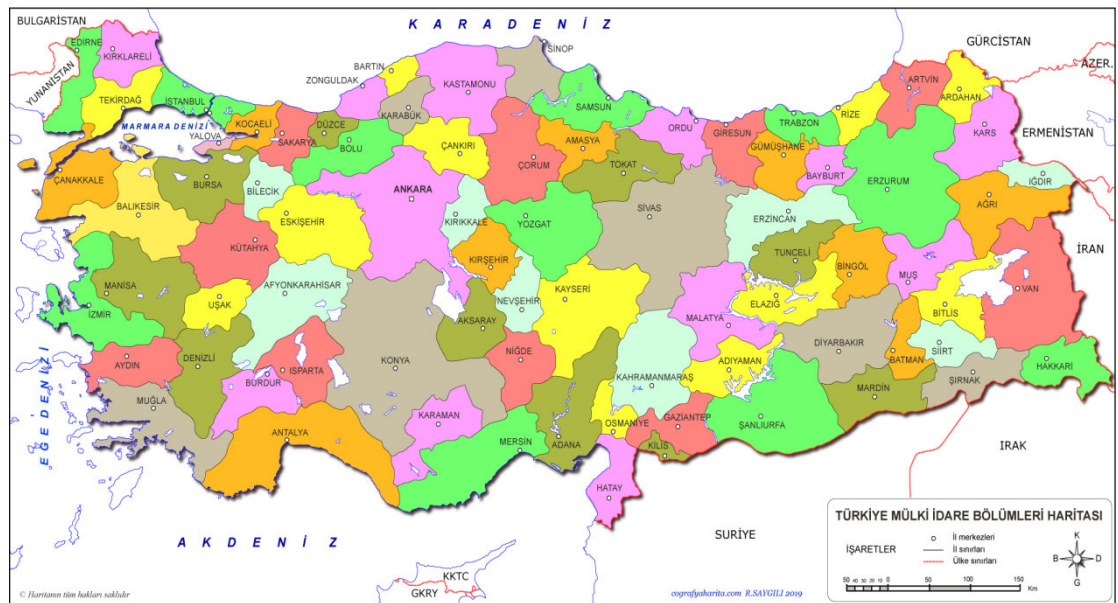 BULGARİSTAN
K A R A D E N İ Z
GÜRCİSTAN
AZER.
ERMENİSTAN
İRAN
YUNANİSTAN
EDİRNE
KIRKLARELİ
TEKİRDAĞ
İSTANBUL
MARMARA DENİZİ
YALOVA
KOCAELİ
SAKARYA
DÜZCE
BOLU
ZONGULDAK
BARTIN
KARABÜK
KASTAMONU
SİNOP
SAMSUN
ÇANKIRI
ÇORUM
AMASYA
TOKAT
ORDU
GİRESUN
TRABZON
GÜMÜŞHANE
BAYBURT
RİZE
ARTVİN
ARDAHAN
KARS
IĞDIR
AĞRI
ERZURUM
ERZİNCAN
ÇANAKKALE
BALIKESİR
BURSA
BİLECİK
ESKİŞEHİR
KÜTAHYA
ANKARA
KIRIKKALE
YOZGAT
SİVAS
KIRŞEHİR
NEVŞEHİR
KAYSERİ
TUNCELİ
BİNGÖL
MUŞ
VAN
BİTLİS
ELAZIĞ
MALATYA
MANİSA
İZMİR
UŞAK
AFYONKARAHİSAR
AKSARAY
KONYA
NİĞDE
AYDIN
DENİZLİ
BURDUR
ISPARTA
MUĞLA
ANTALYA
KARAMAN
MERSİN
ADANA
OSMANİYE
KAHRAMANMARAŞ
GAZİANTEP
KİLİS
HATAY
ADIYAMAN
ŞANLIURFA
DİYARBAKIR
BATMAN
SİİRT
MARDİN
ŞIRNAK
HAKKARİ
E G E D E N İ Z İ
A K D E N İ Z
SURİYE
IRAK
KKTC
GKRY
TÜRKİYE MÜLKİ İDARE BÖLÜMLERİ HARİTASI
İŞARETLER
İl merkezleri
İl sınırları
Ülke sınırları
K
B
D
G
50 40 30 20 10 0 50 100 150
Km
© Haritanın tüm hakları saklıdır
cografyaharita.com R.SAYGILI 2019